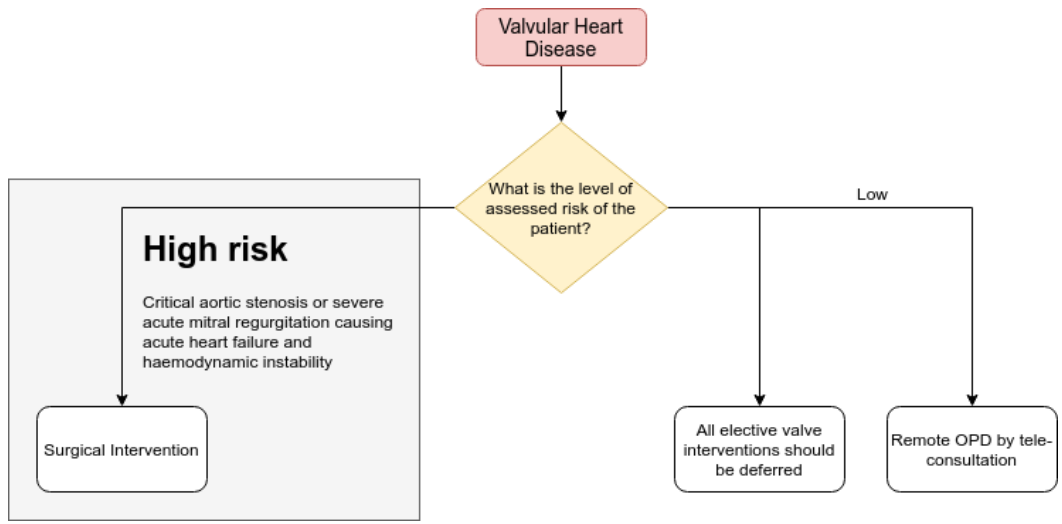 Valvular Heart
Disease
What is the level of
assessed risk of the
patient?
Low
High risk
Critical aortic stenosis or severe
acute mitral regurgitation causing
acute heart failure and
haemodynamic instability
Surgical Intervention
All elective valve
interventions should
be deferred
Remote OPD by tele-
consultation